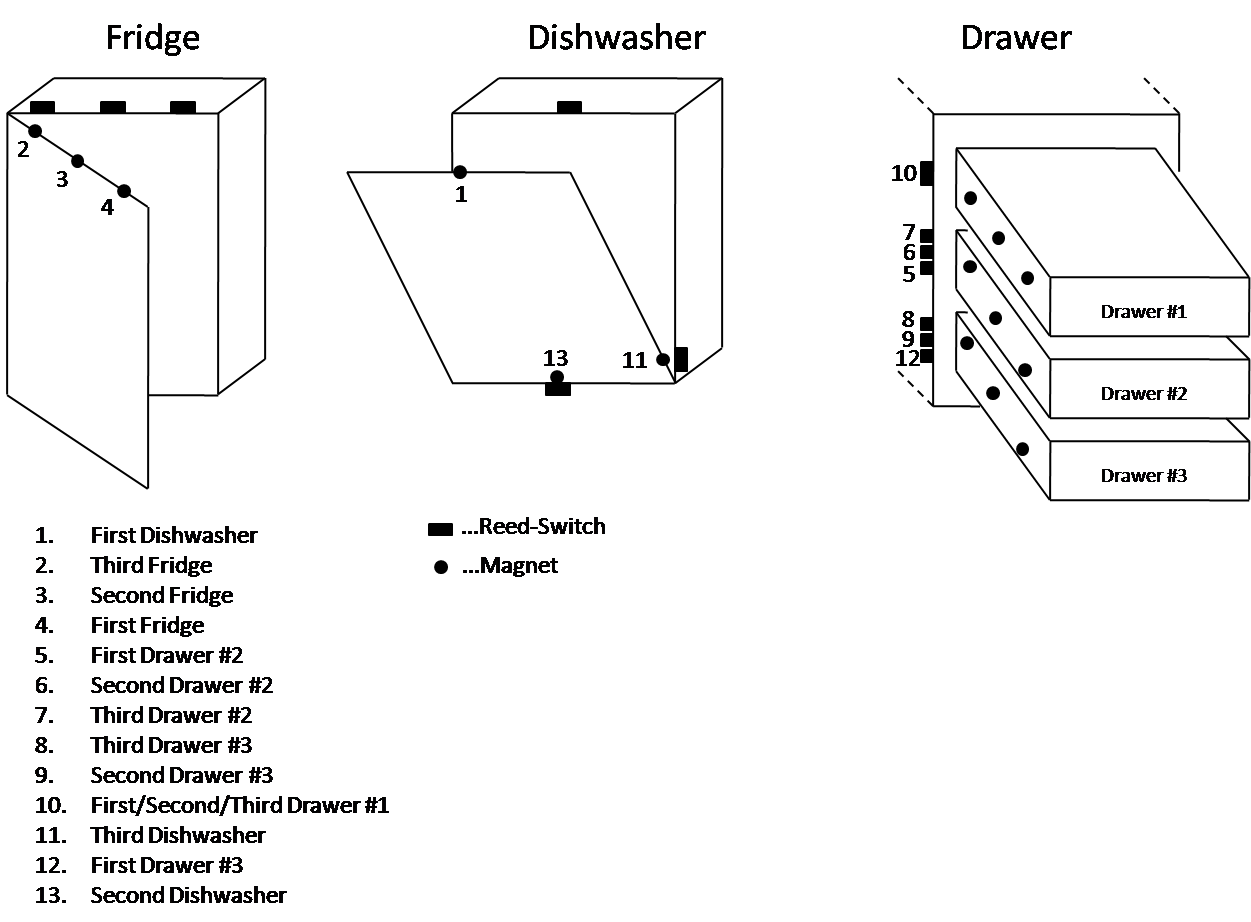 Fridge
Dishwasher
Drawer
2
3
4
1
13
11
10
7
6
5
8
9
12
Drawer #1
Drawer #2
Drawer #3
1. First Dishwasher
2. Third Fridge
3. Second Fridge
4. First Fridge
5. First Drawer #2
6. Second Drawer #2
7. Third Drawer #2
8. Third Drawer #3
9. Second Drawer #3
10. First/Second/Third Drawer #1
11. Third Dishwasher
12. First Drawer #3
13. Second Dishwasher
...Reed-Switch
...Magnet